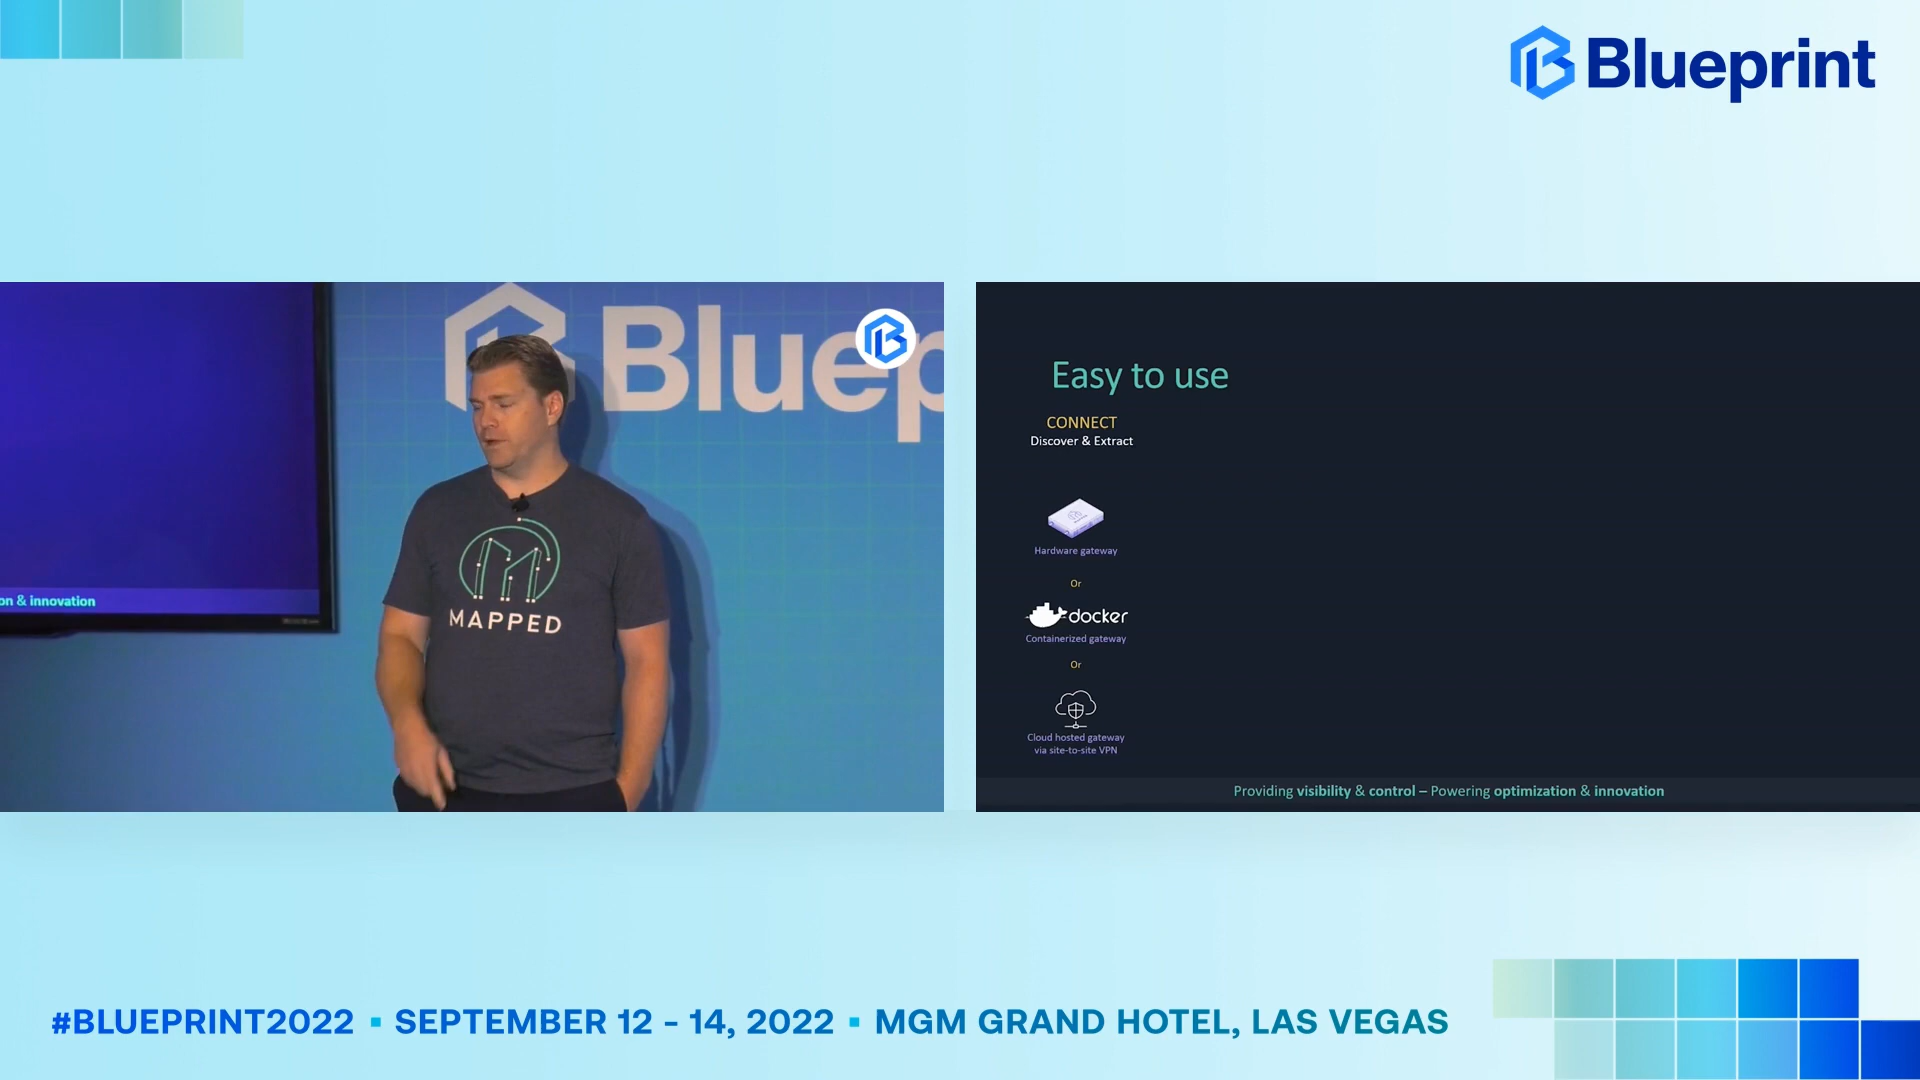 Blueprint
Bluep
on & innovation
MAPPED
Easy to use
CONNECT
Discover & Extract
Hardware gateway
Or
docker
Containerized gateway
Or
Cloud hosted gateway
via site-to-site VPN
Providing visibility & control – Powering optimization & innovation
#BLUEPRINT2022 ▪ SEPTEMBER 12 - 14, 2022 ▪ MGM GRAND HOTEL, LAS VEGAS